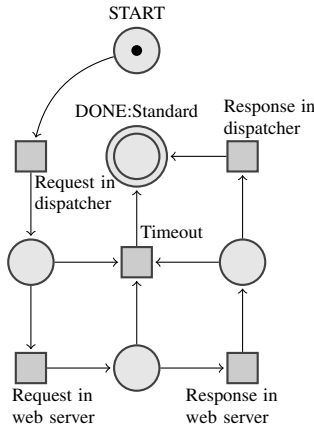 START
DONE:Standard
Response in
dispatcher
Request in
dispatcher
Timeout
Request in
web server
Response in
web server